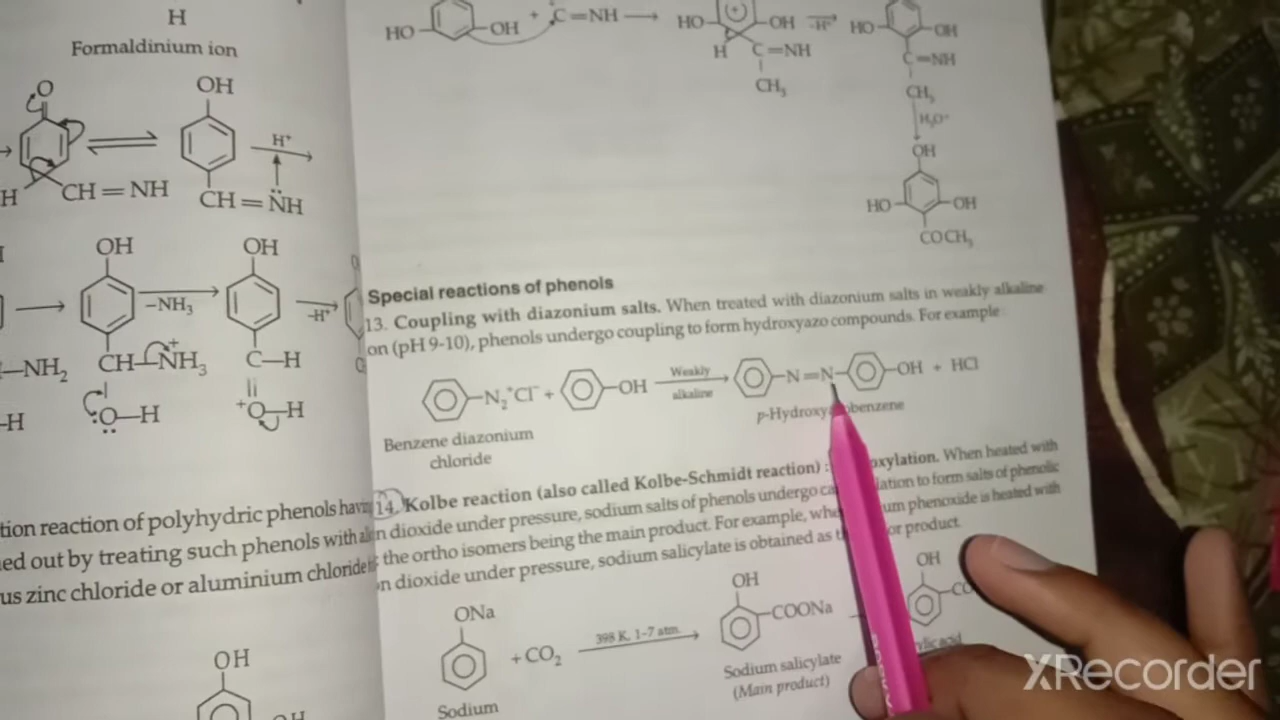 H
Formaldinium ion
O
OH
H⁺
H
CH=NH
CH=N̈H
OH
OH
−NH₃
−H⁺
—NH₂
CH—NH₃
+
C—H
—H
:O—H
+O—H
tion reaction of polyhydric phenols
ed out by treating such phenols with
us zinc chloride or aluminium chloride
OH
HO
OH
+
C=NH
HO
(+)
OH
-H⁺
HO
OH
H
C=NH
C=NH
CH₃
CH₃
H₃O⁺
OH
HO
OH
COCH₃
Special reactions of phenols
13. Coupling with diazonium salts. When treated with diazonium salts in weakly alkaline
on (pH 9-10), phenols undergo coupling to form hydroxyazo compounds. For example
N₂⁺Cl⁻ +
OH
Weakly
alkaline
N=N
OH + HCl
Benzene diazonium
chloride
14. Kolbe reaction (also called Kolbe-Schmidt reaction) : When heated with
n dioxide under pressure, sodium salts of phenols undergo to form salts of phenolic
the ortho isomers being the main product. For example, phenoxide is heated with
n dioxide under pressure, sodium salicylate is obtained as product.
ONa
+ CO₂
398 K, 1-7 atm.
OH
COONa
OH
Sodium
Sodium salicylate
(Main product)
acid
XRecorder